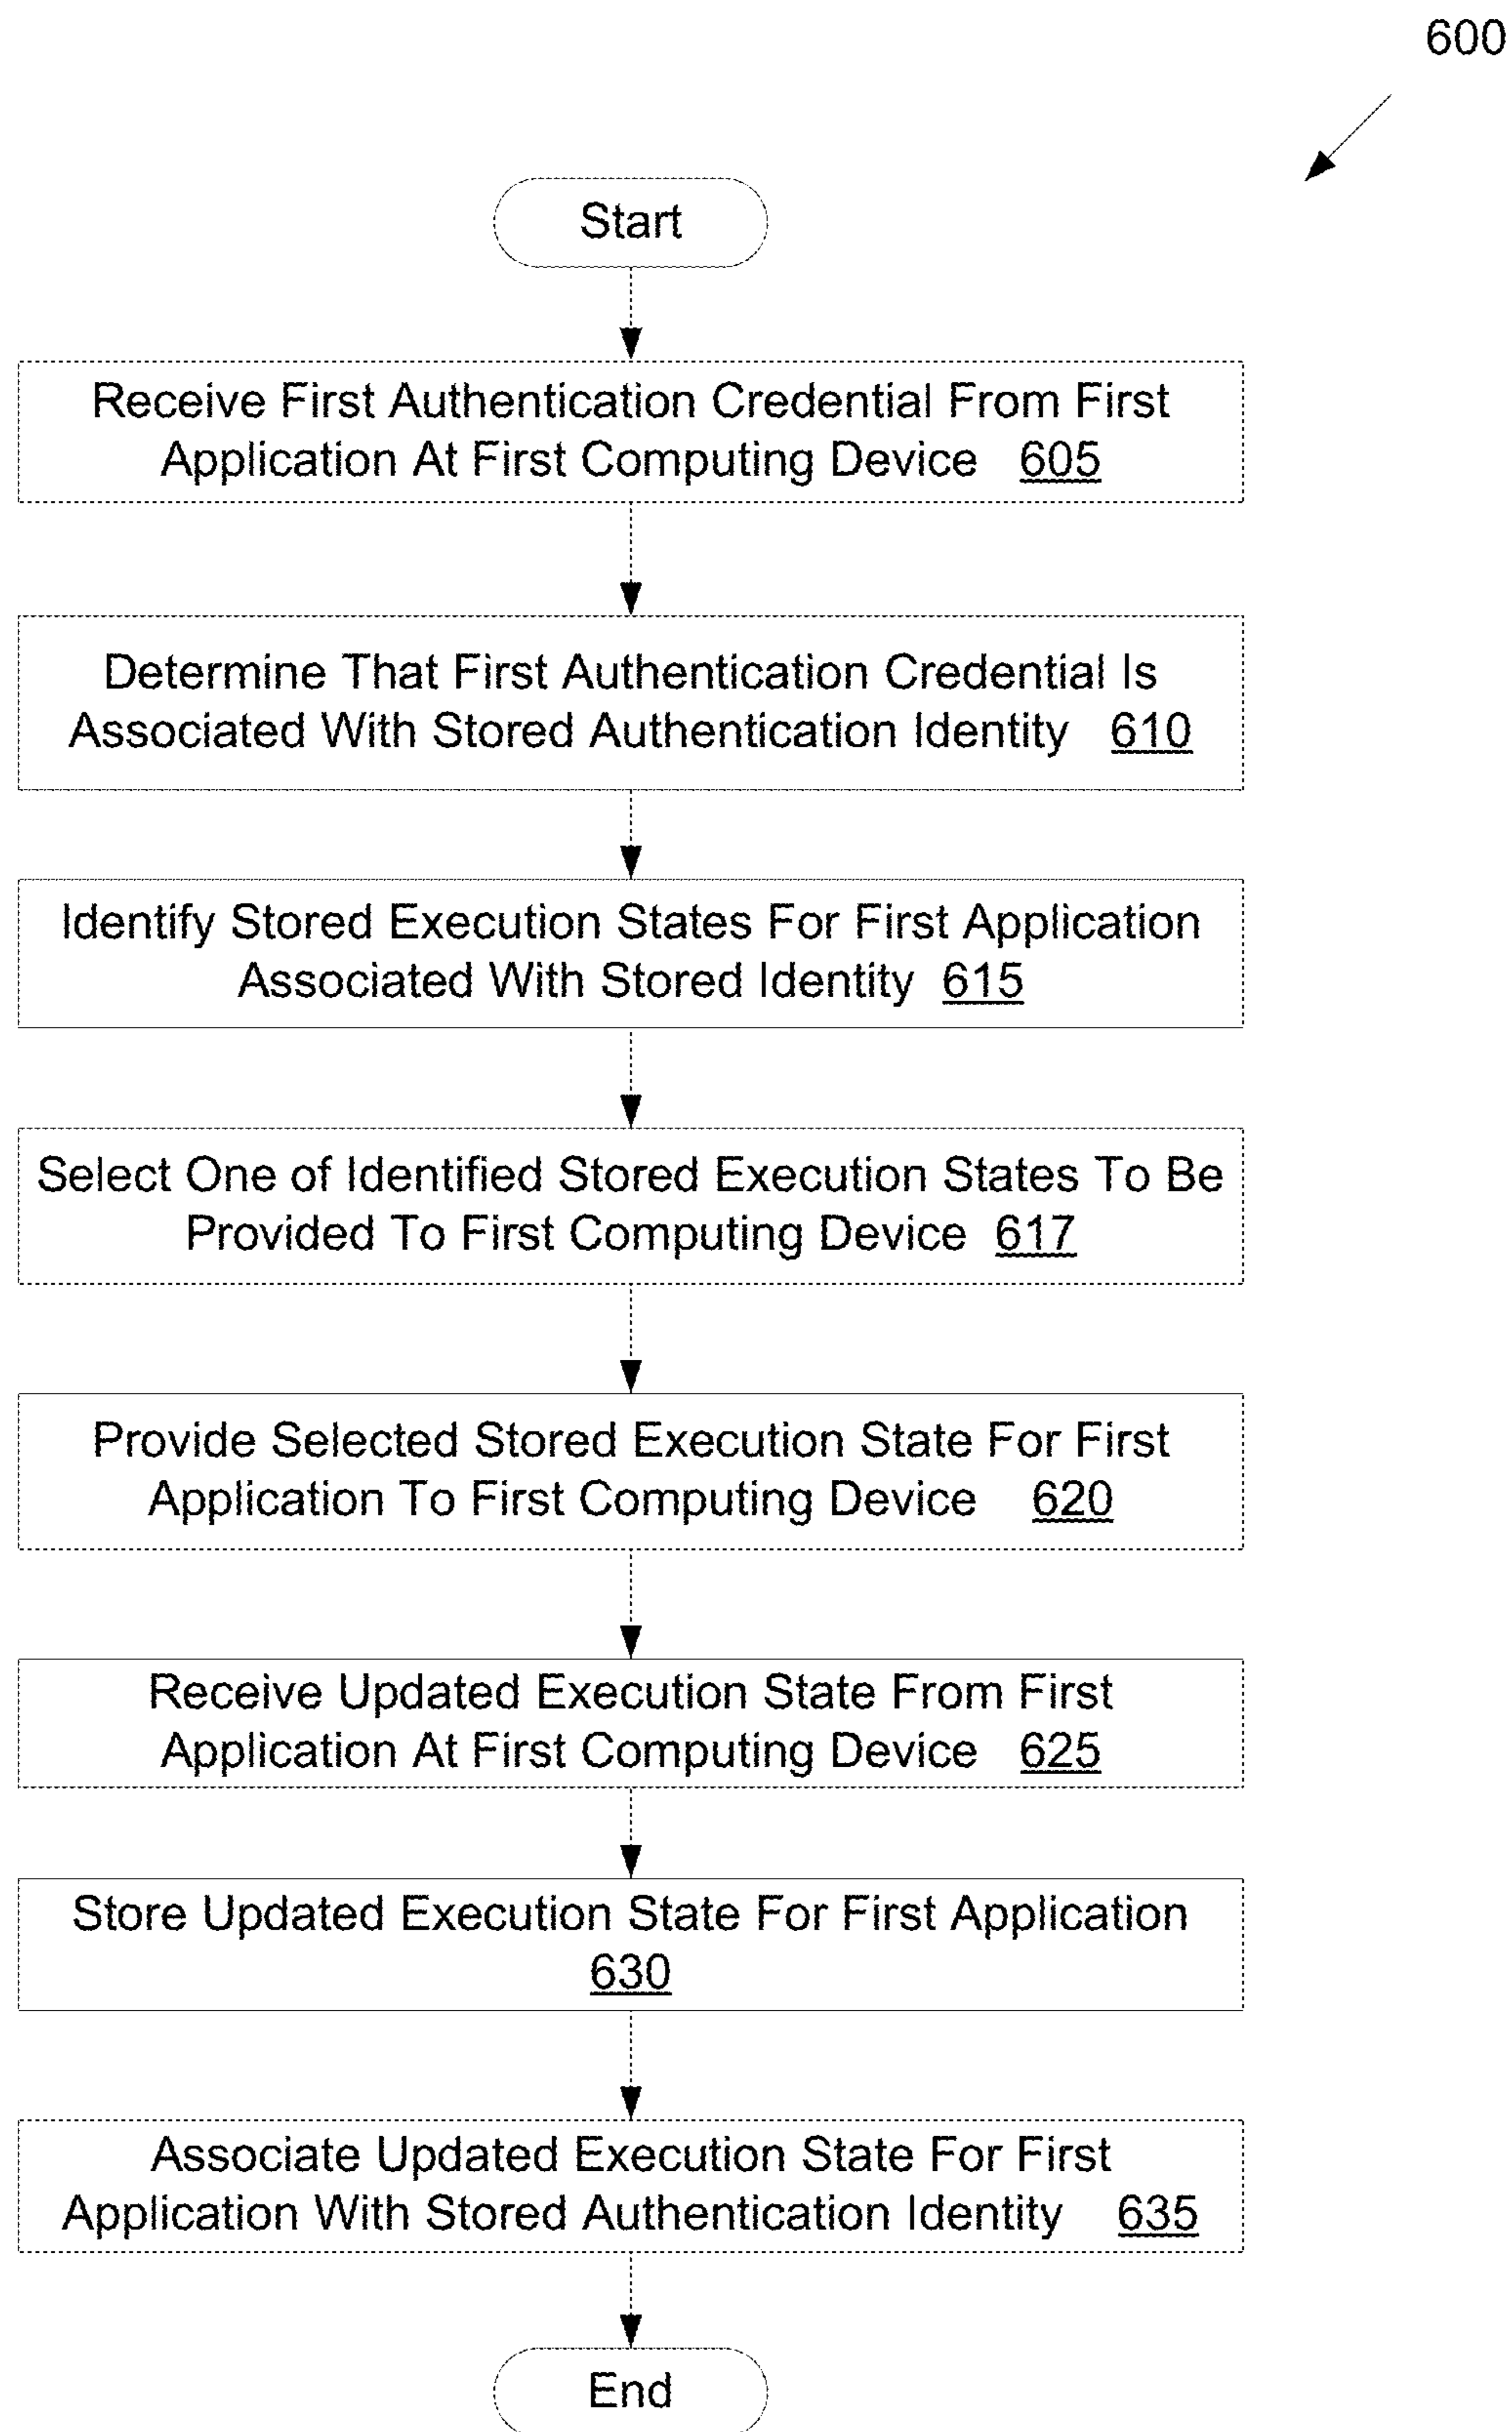 600
Start
Receive First Authentication Credential From First
Application At First Computing Device 605
Determine That First Authentication Credential Is
Associated With Stored Authentication Identity 610
Identify Stored Execution States For First Application
Associated With Stored Identity 615
Select One of Identified Stored Execution States To Be
Provided To First Computing Device 617
Provide Selected Stored Execution State For First
Application To First Computing Device 620
Receive Updated Execution State From First
Application At First Computing Device 625
Store Updated Execution State For First Application
630
Associate Updated Execution State For First
Application With Stored Authentication Identity 635
End